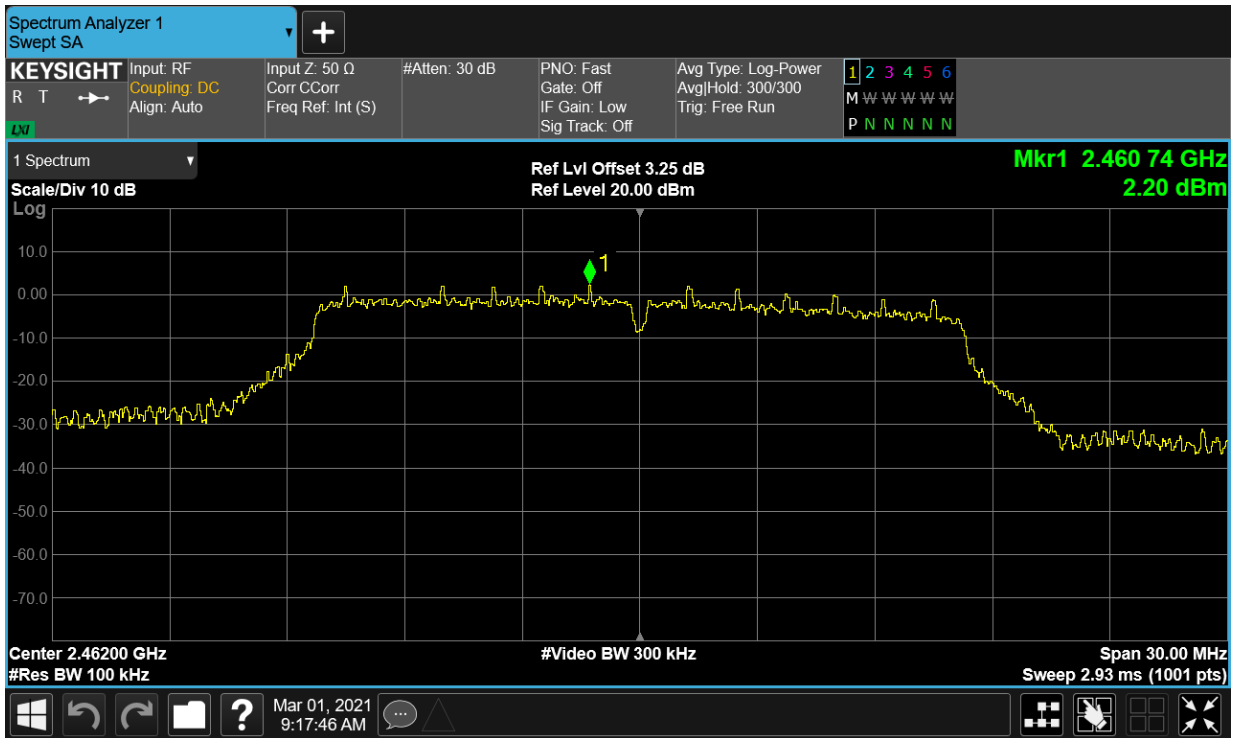 Spectrum Analyzer 1
Swept SA
+
KEYSIGHT
R T
LXI
Input: RF
Coupling: DC
Align: Auto
Input Z: 50 Ω
Corr CCorr
Freq Ref: Int (S)
#Atten: 30 dB
PNO: Fast
Gate: Off
IF Gain: Low
Sig Track: Off
Avg Type: Log-Power
Avg|Hold: 300/300
Trig: Free Run
1 2 3 4 5 6
M W W W W W
P N N N N N
1 Spectrum
Scale/Div 10 dB
Log
Ref Lvl Offset 3.25 dB
Ref Level 20.00 dBm
Mkr1 2.460 74 GHz
2.20 dBm
1
10.0
0.00
-10.0
-20.0
-30.0
-40.0
-50.0
-60.0
-70.0
Center 2.46200 GHz
#Res BW 100 kHz
#Video BW 300 kHz
Span 30.00 MHz
Sweep 2.93 ms (1001 pts)
?
Mar 01, 2021
9:17:46 AM